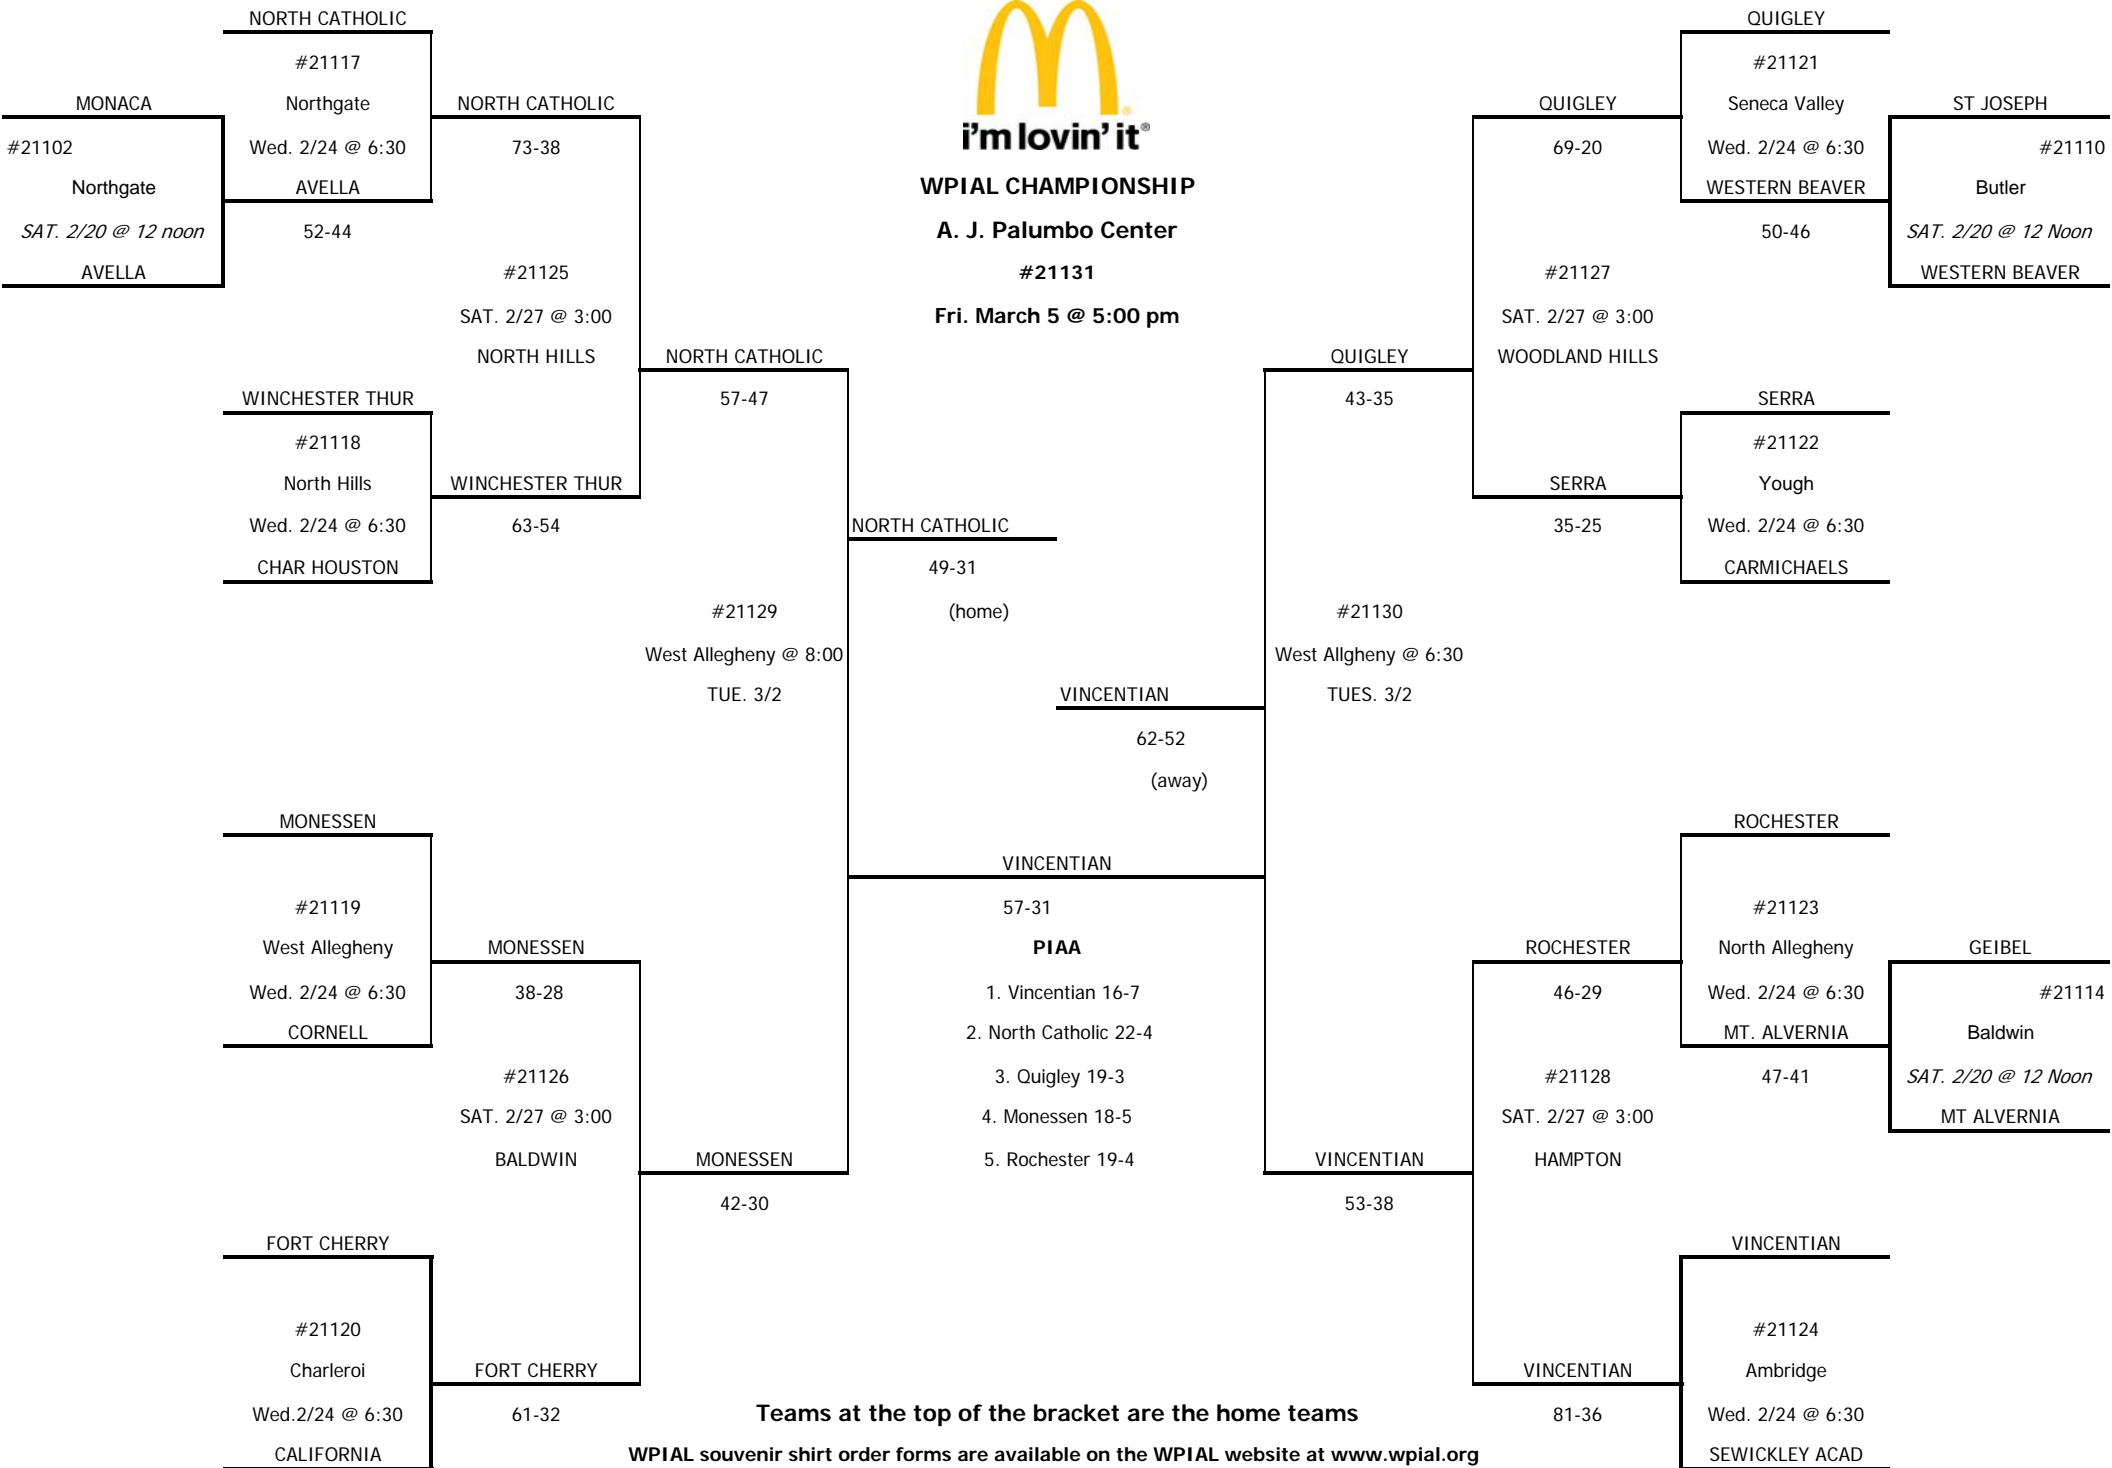 NORTH CATHOLIC
#21117
Northgate
Wed. 2/24 @ 6:30
AVELLA
52-44
MONACA
#21102
Northgate
SAT. 2/20 @ 12 noon
AVELLA
NORTH CATHOLIC
73-38
#21125
SAT. 2/27 @ 3:00
NORTH HILLS
WINCHESTER THUR
#21118
North Hills
Wed. 2/24 @ 6:30
CHAR HOUSTON
WINCHESTER THUR
63-54
NORTH CATHOLIC
57-47
#21129
West Allegheny @ 8:00
TUE. 3/2
NORTH CATHOLIC
49-31
(home)
MONESSEN
#21119
West Allegheny
Wed. 2/24 @ 6:30
CORNELL
MONESSEN
38-28
#21126
SAT. 2/27 @ 3:00
BALDWIN
MONESSEN
42-30
FORT CHERRY
#21120
Charleroi
Wed.2/24 @ 6:30
CALIFORNIA
FORT CHERRY
61-32
i'm lovin' it®
WPIAL CHAMPIONSHIP
A. J. Palumbo Center
#21131
Fri. March 5 @ 5:00 pm
VINCENTIAN
62-52
(away)
VINCENTIAN
57-31
PIAA
1. Vincentian 16-7
2. North Catholic 22-4
3. Quigley 19-3
4. Monessen 18-5
5. Rochester 19-4
QUIGLEY
#21121
Seneca Valley
Wed. 2/24 @ 6:30
WESTERN BEAVER
50-46
ST JOSEPH
#21110
Butler
SAT. 2/20 @ 12 Noon
WESTERN BEAVER
QUIGLEY
69-20
#21127
SAT. 2/27 @ 3:00
WOODLAND HILLS
QUIGLEY
43-35
SERRA
#21122
Yough
Wed. 2/24 @ 6:30
CARMICHAELS
SERRA
35-25
#21130
West Allgheny @ 6:30
TUES. 3/2
ROCHESTER
#21123
North Allegheny
Wed. 2/24 @ 6:30
MT. ALVERNIA
47-41
GEIBEL
#21114
Baldwin
SAT. 2/20 @ 12 Noon
MT ALVERNIA
ROCHESTER
46-29
#21128
SAT. 2/27 @ 3:00
HAMPTON
VINCENTIAN
53-38
VINCENTIAN
#21124
Ambridge
Wed. 2/24 @ 6:30
SEWICKLEY ACAD
VINCENTIAN
81-36
Teams at the top of the bracket are the home teams
WPIAL souvenir shirt order forms are available on the WPIAL website at www.wpial.org